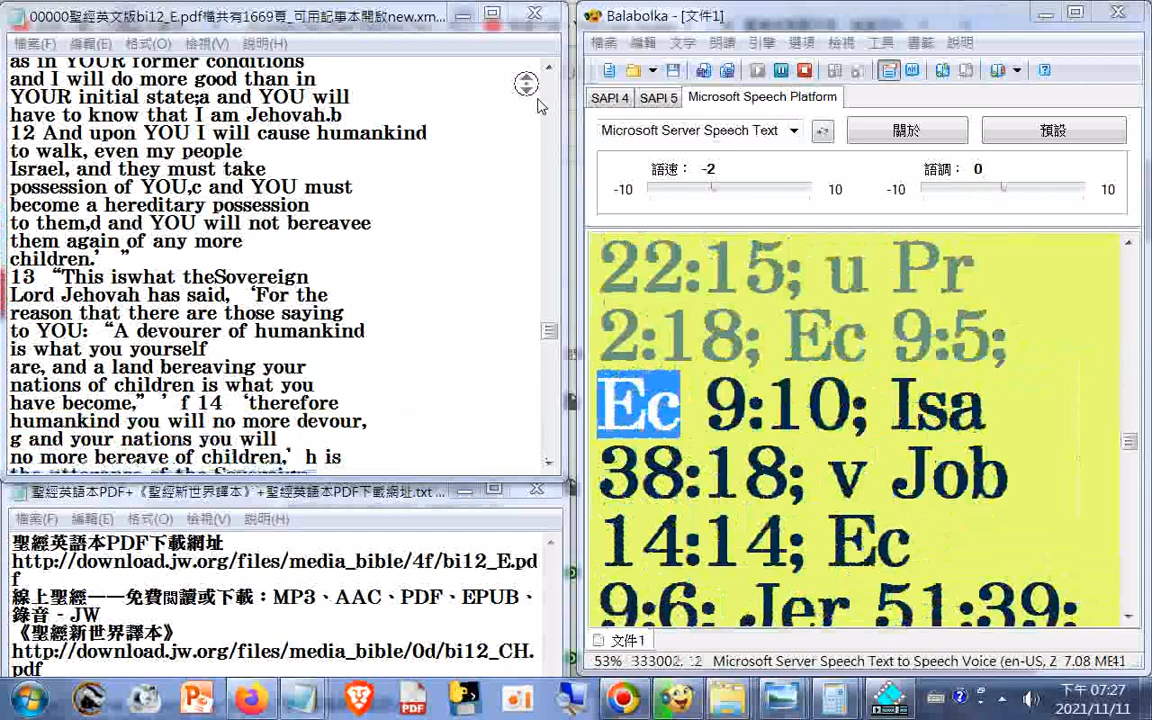 00000聖經英文版bi12_E.pdf檔共有1669頁_可用記事本開啟new.xm...
檔案(F) 編輯(E) 格式(O) 檢視(V) 說明(H)
as in YOUR former conditions
and I will do more good than in
YOUR initial state;a and YOU will
have to know that I am Jehovah.b
12 And upon YOU I will cause humankind
to walk, even my people
Israel, and they must take
possession of YOU,c and YOU must
become a hereditary possession
to them,d and YOU will not bereavee
them again of any more
children.’ ”
13 “This iswhat theSovereign
Lord Jehovah has said, ‘For the
reason that there are those saying
to YOU: “A devourer of humankind
is what you yourself
are, and a land bereaving your
nations of children is what you
have become,” ’ f 14 ‘therefore
humankind you will no more devour,
g and your nations you will
no more bereave of children,’ h is
the utterance of the Sovereign
聖經英語本PDF+《聖經新世界譯本》+聖經英語本PDF下載網址.txt ...
檔案(F) 編輯(E) 格式(O) 檢視(V) 說明(H)
聖經英語本PDF下載網址
http://download.jw.org/files/media_bible/4f/bi12_E.pd
f
線上聖經——免費閱讀或下載：MP3、AAC、PDF、EPUB、
錄音 - JW
《聖經新世界譯本》
http://download.jw.org/files/media_bible/0d/bi12_CH.
pdf
Balabolka - [文件1]
檔案 編輯 文字 朗讀 引擎 選項 檢視 工具 書籤 說明
SAPI 4 SAPI 5 Microsoft Speech Platform
Microsoft Server Speech Text 關於 預設
語速： -2 語調： 0
-10 10 -10 10
22:15; u Pr
2:18; Ec 9:5;
Ec 9:10; Isa
38:18; v Job
14:14; Ec
9:6; Jer 51:39;
文件1
53% 333002, 12 Microsoft Server Speech Text to Speech Voice (en-US, Z 7.08 ME41
PDF
下午 07:27
2021/11/11